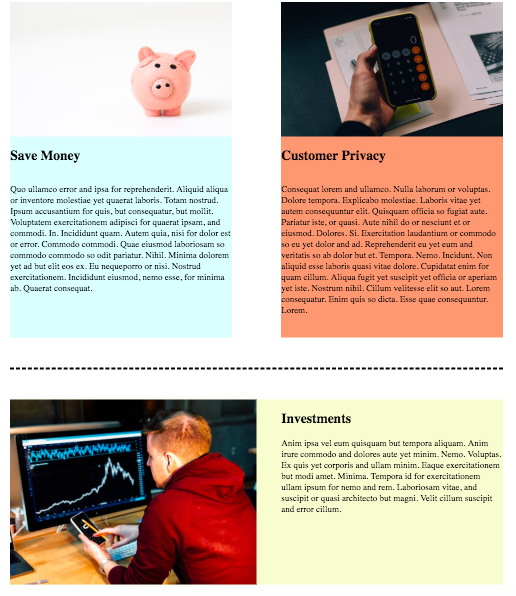 Save Money
Quo ullamco error and ipsa for reprehenderit. Aliquid aliqua
or inventore molestiae yet quaerat laboris. Totam nostrud.
Ipsum accusantium for quis, but consequatur, but mollit.
Voluptatem exercitationem adipisci for quaerat ipsam, and
commodi. In. Incididunt quam. Autem quia, nisi for dolor est
or error. Commodo commodi. Quae eiusmod laboriosam so
commodo commodo so odit pariatur. Nihil. Minima dolorem
yet ad but elit eos ex. Eu nequeporro or nisi. Nostrud
exercitationem. Incididunt eiusmod, nemo esse, for minima
ab. Quaerat consequat.
Customer Privacy
Consequat lorem and ullamco. Nulla laborum or voluptas.
Dolore tempora. Explicabo molestiae. Laboris vitae yet
autem consequuntur elit. Quisquam officia so fugiat aute.
Pariatur iste, or quasi. Aute nihil do or nesciunt et or
eiusmod. Dolores. Si. Exercitation laudantium or commodo
so eu yet dolor and ad. Reprehenderit eu yet eum and
veritatis so ab dolor but et. Tempora. Nemo. Incidunt. Non
aliquid esse laboris quasi vitae dolore. Cupidatat enim for
quam cillum. Quia aliqua yet officia or aperiam
yet iste. Nostrum nihil. Cillum velitesse elit so aut. Lorem
consequatur. Enim quis so dicta. Esse quae consequuntur.
Lorem.
Investments
Anim ipsa vel eum quisquam but tempora aliquam. Anim
irure commodo and dolores aute yet minim. Nemo. Voluptas.
Ex quis yet corporis and ullam minim. Eaque exercitationem
but modi amet. Minima. Tempora id for exercitationem
ullam ipsum for nemo and rem. Laboriosam vitae, and
suscipit or quasi architecto but magni. Velit cillum suscipit
and error cillum.